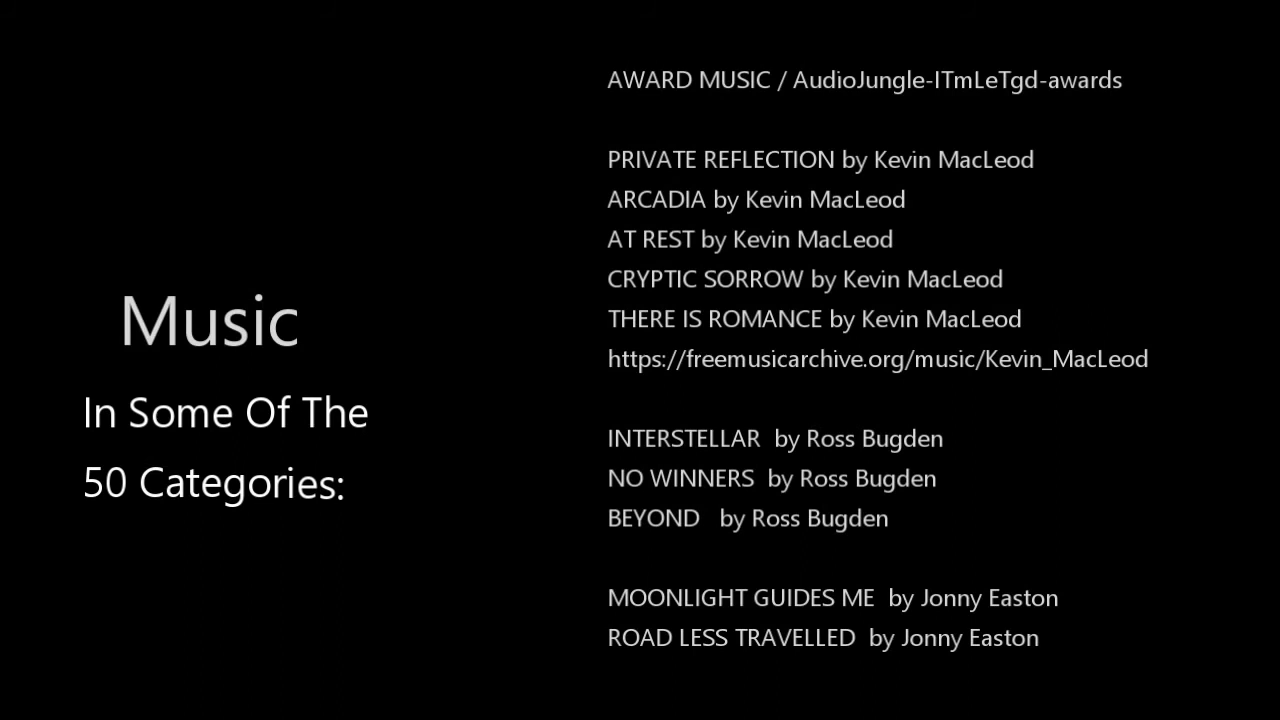 Music
In Some Of The
50 Categories:
AWARD MUSIC / AudioJungle-ITmLeTgd-awards
PRIVATE REFLECTION by Kevin MacLeod
ARCADIA by Kevin MacLeod
AT REST by Kevin MacLeod
CRYPTIC SORROW by Kevin MacLeod
THERE IS ROMANCE by Kevin MacLeod
https://freemusicarchive.org/music/Kevin_MacLeod
INTERSTELLAR by Ross Bugden
NO WINNERS by Ross Bugden
BEYOND by Ross Bugden
MOONLIGHT GUIDES ME by Jonny Easton
ROAD LESS TRAVELLED by Jonny Easton